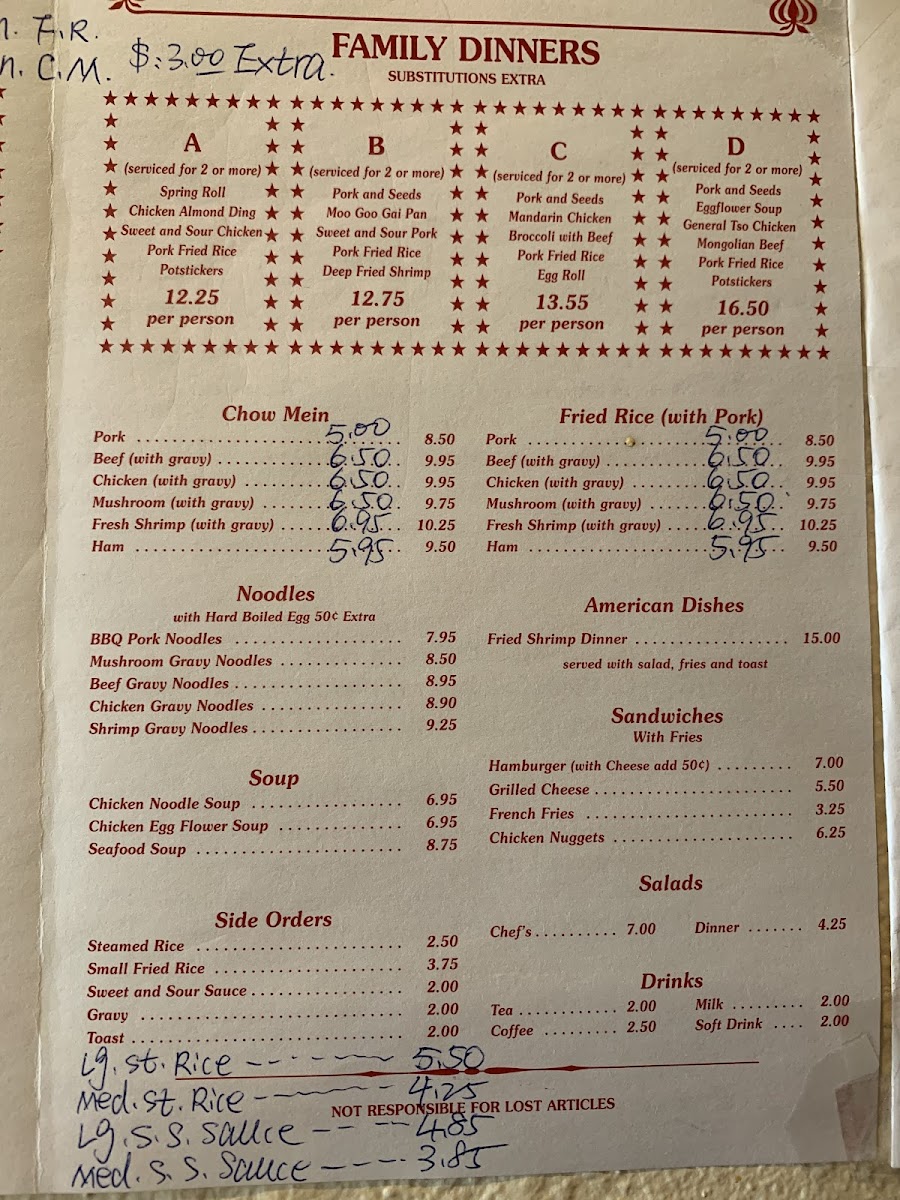 F.R.
C.M. $:3.00 Extra.
FAMILY DINNERS
SUBSTITUTIONS EXTRA
A
(serviced for 2 or more)
Spring Roll
Chicken Almond Ding
Sweet and Sour Chicken
Pork Fried Rice
Potstickers
12.25
per person
B
(serviced for 2 or more)
Pork and Seeds
Moo Goo Gai Pan
Sweet and Sour Pork
Pork Fried Rice
Deep Fried Shrimp
12.75
per person
C
(serviced for 2 or more)
Pork and Seeds
Mandarin Chicken
Broccoli with Beef
Pork Fried Rice
Egg Roll
13.55
per person
D
(serviced for 2 or more)
Pork and Seeds
Eggflower Soup
General Tso Chicken
Mongolian Beef
Pork Fried Rice
Potstickers
16.50
per person
Chow Mein
Pork 5.00 8.50
Beef (with gravy) 6.50 9.95
Chicken (with gravy) 6.50 9.95
Mushroom (with gravy) 6.50 9.75
Fresh Shrimp (with gravy) 6.95 10.25
Ham 5.95 9.50
Fried Rice (with Pork)
Pork 5.00 8.50
Beef (with gravy) 6.50 9.95
Chicken (with gravy) 6.50 9.95
Mushroom (with gravy) 6.50 9.75
Fresh Shrimp (with gravy) 6.95 10.25
Ham 5.95 9.50
Noodles
with Hard Boiled Egg 50¢ Extra
BBQ Pork Noodles 7.95
Mushroom Gravy Noodles 8.50
Beef Gravy Noodles 8.95
Chicken Gravy Noodles 8.90
Shrimp Gravy Noodles 9.25
American Dishes
Fried Shrimp Dinner 15.00
served with salad, fries and toast
Sandwiches
With Fries
Hamburger (with Cheese add 50¢) 7.00
Grilled Cheese 5.50
French Fries 3.25
Chicken Nuggets 6.25
Soup
Chicken Noodle Soup 6.95
Chicken Egg Flower Soup 6.95
Seafood Soup 8.75
Salads
Chef's 7.00 Dinner 4.25
Side Orders
Steamed Rice 2.50
Small Fried Rice 3.75
Sweet and Sour Sauce 2.00
Gravy 2.00
Toast 2.00
Drinks
Tea 2.00 Milk 2.00
Coffee 2.50 Soft Drink 2.00
Lg. St. Rice 5.50
Med. St. Rice 4.25
NOT RESPONSIBLE FOR LOST ARTICLES
Lg. S.S. Sauce 4.85
Med. S.S. Sauce 3.85